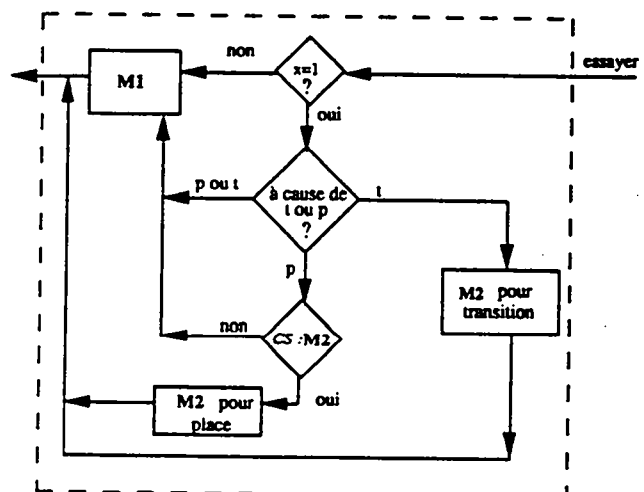 non
x=1
?
essayer
M1
oui
p ou t
à cause de
t ou p
?
t
p
M2 pour
transition
non
CS :M2
oui
M2 pour
place